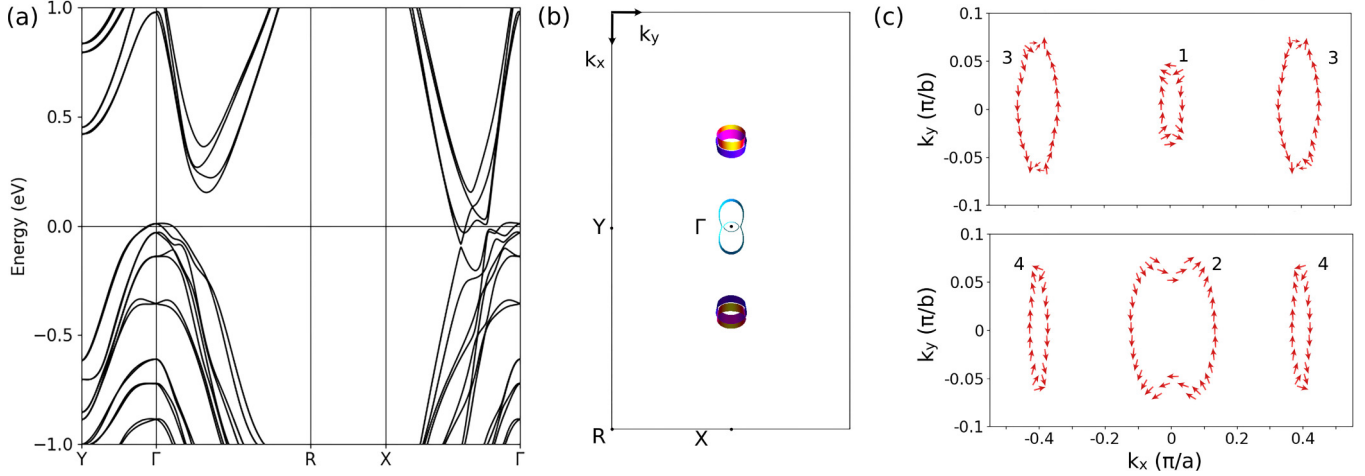 (a)
1.0
0.5
0.0
−0.5
−1.0
Energy (eV)
Y Γ R X Γ
(b)
k_y
k_x
Y Γ
R X
(c)
0.1
0.05
0
-0.05
-0.1
k_y (π/b)
3 1 3
0.1
0.05
0
-0.05
-0.1
k_y (π/b)
4 2 4
-0.4 -0.2 0 0.2 0.4
k_x (π/a)